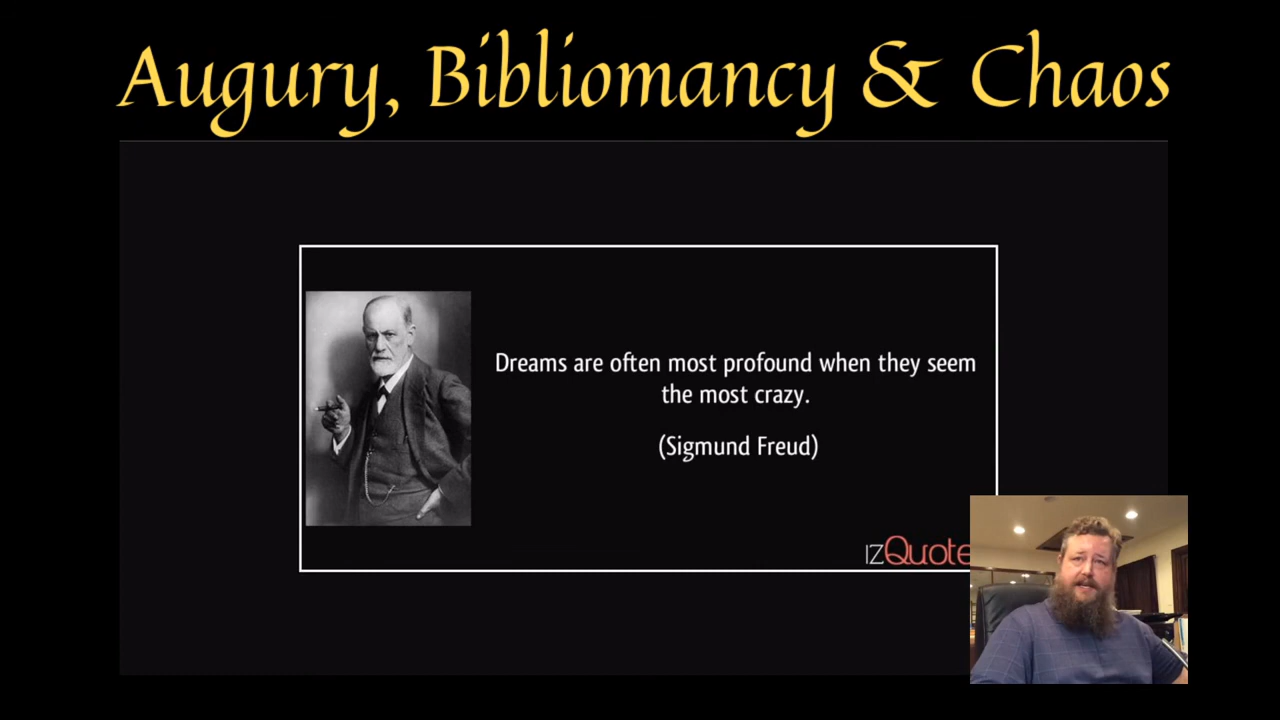 Augury, Bibliomancy & Chaos
Dreams are often most profound when they seem
the most crazy.
(Sigmund Freud)
izQuote